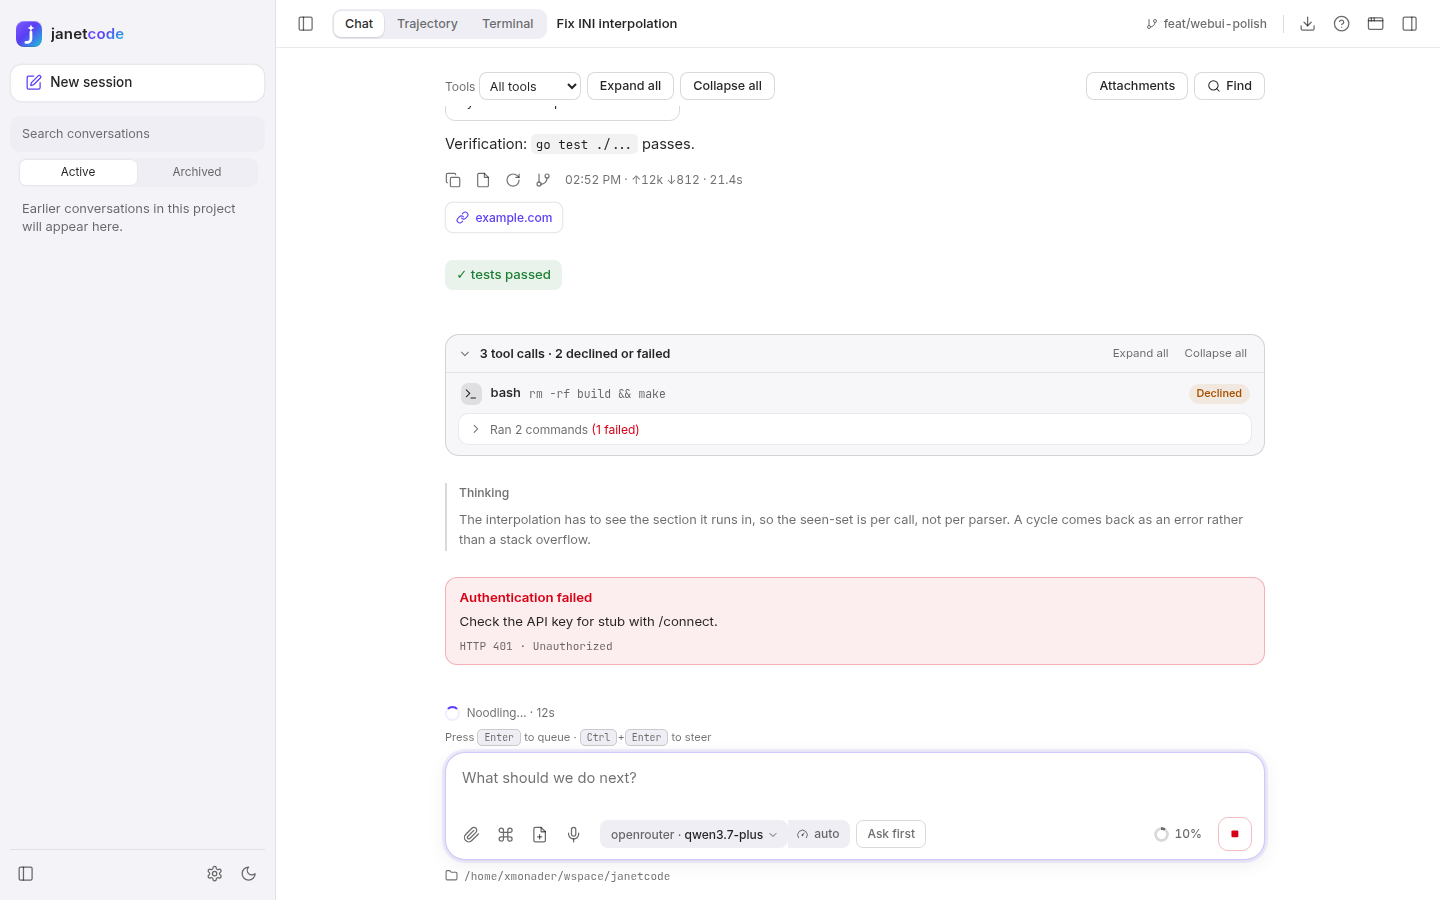 janetcode
Chat Trajectory Terminal Fix INI interpolation
feat/webui-polish
New session
Search conversations
Active Archived
Earlier conversations in this project
will appear here.
Tools All tools Expand all Collapse all Attachments Find
Verification: go test ./... passes.
02:52 PM · ↑12k ↓812 · 21.4s
example.com
✓ tests passed
3 tool calls · 2 declined or failed Expand all Collapse all
bash rm -rf build && make Declined
Ran 2 commands (1 failed)
Thinking
The interpolation has to see the section it runs in, so the seen-set is per call, not per parser. A cycle comes back as an error rather
than a stack overflow.
Authentication failed
Check the API key for stub with /connect.
HTTP 401 · Unauthorized
Noodling... · 12s
Press Enter to queue · Ctrl+Enter to steer
What should we do next?
openrouter · qwen3.7-plus auto Ask first 10%
/home/xmonader/wspace/janetcode